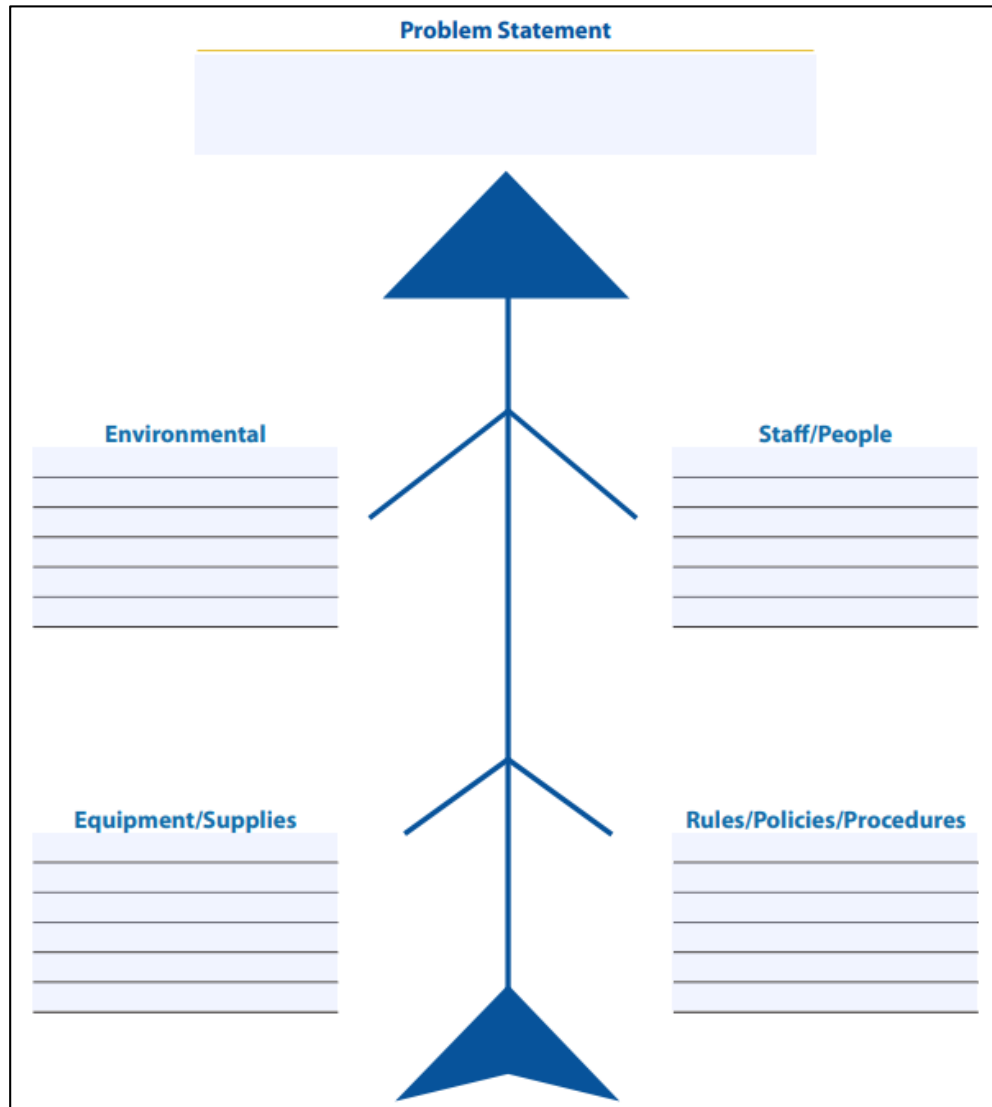 Problem Statement
Environmental
Staff/People
Equipment/Supplies
Rules/Policies/Procedures